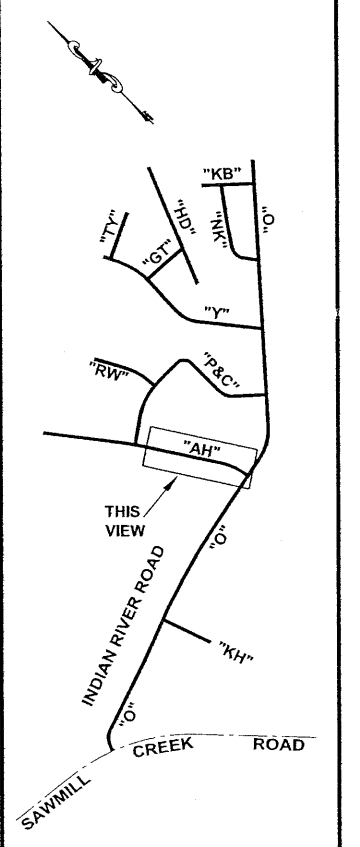 "KB"
"TY"
"HD"
"NK"
"O"
"GT"
"Y"
"RW"
"P&C"
"AH"
THIS
VIEW
"O"
INDIAN RIVER ROAD
"KH"
"O"
SAWMILL CREEK ROAD